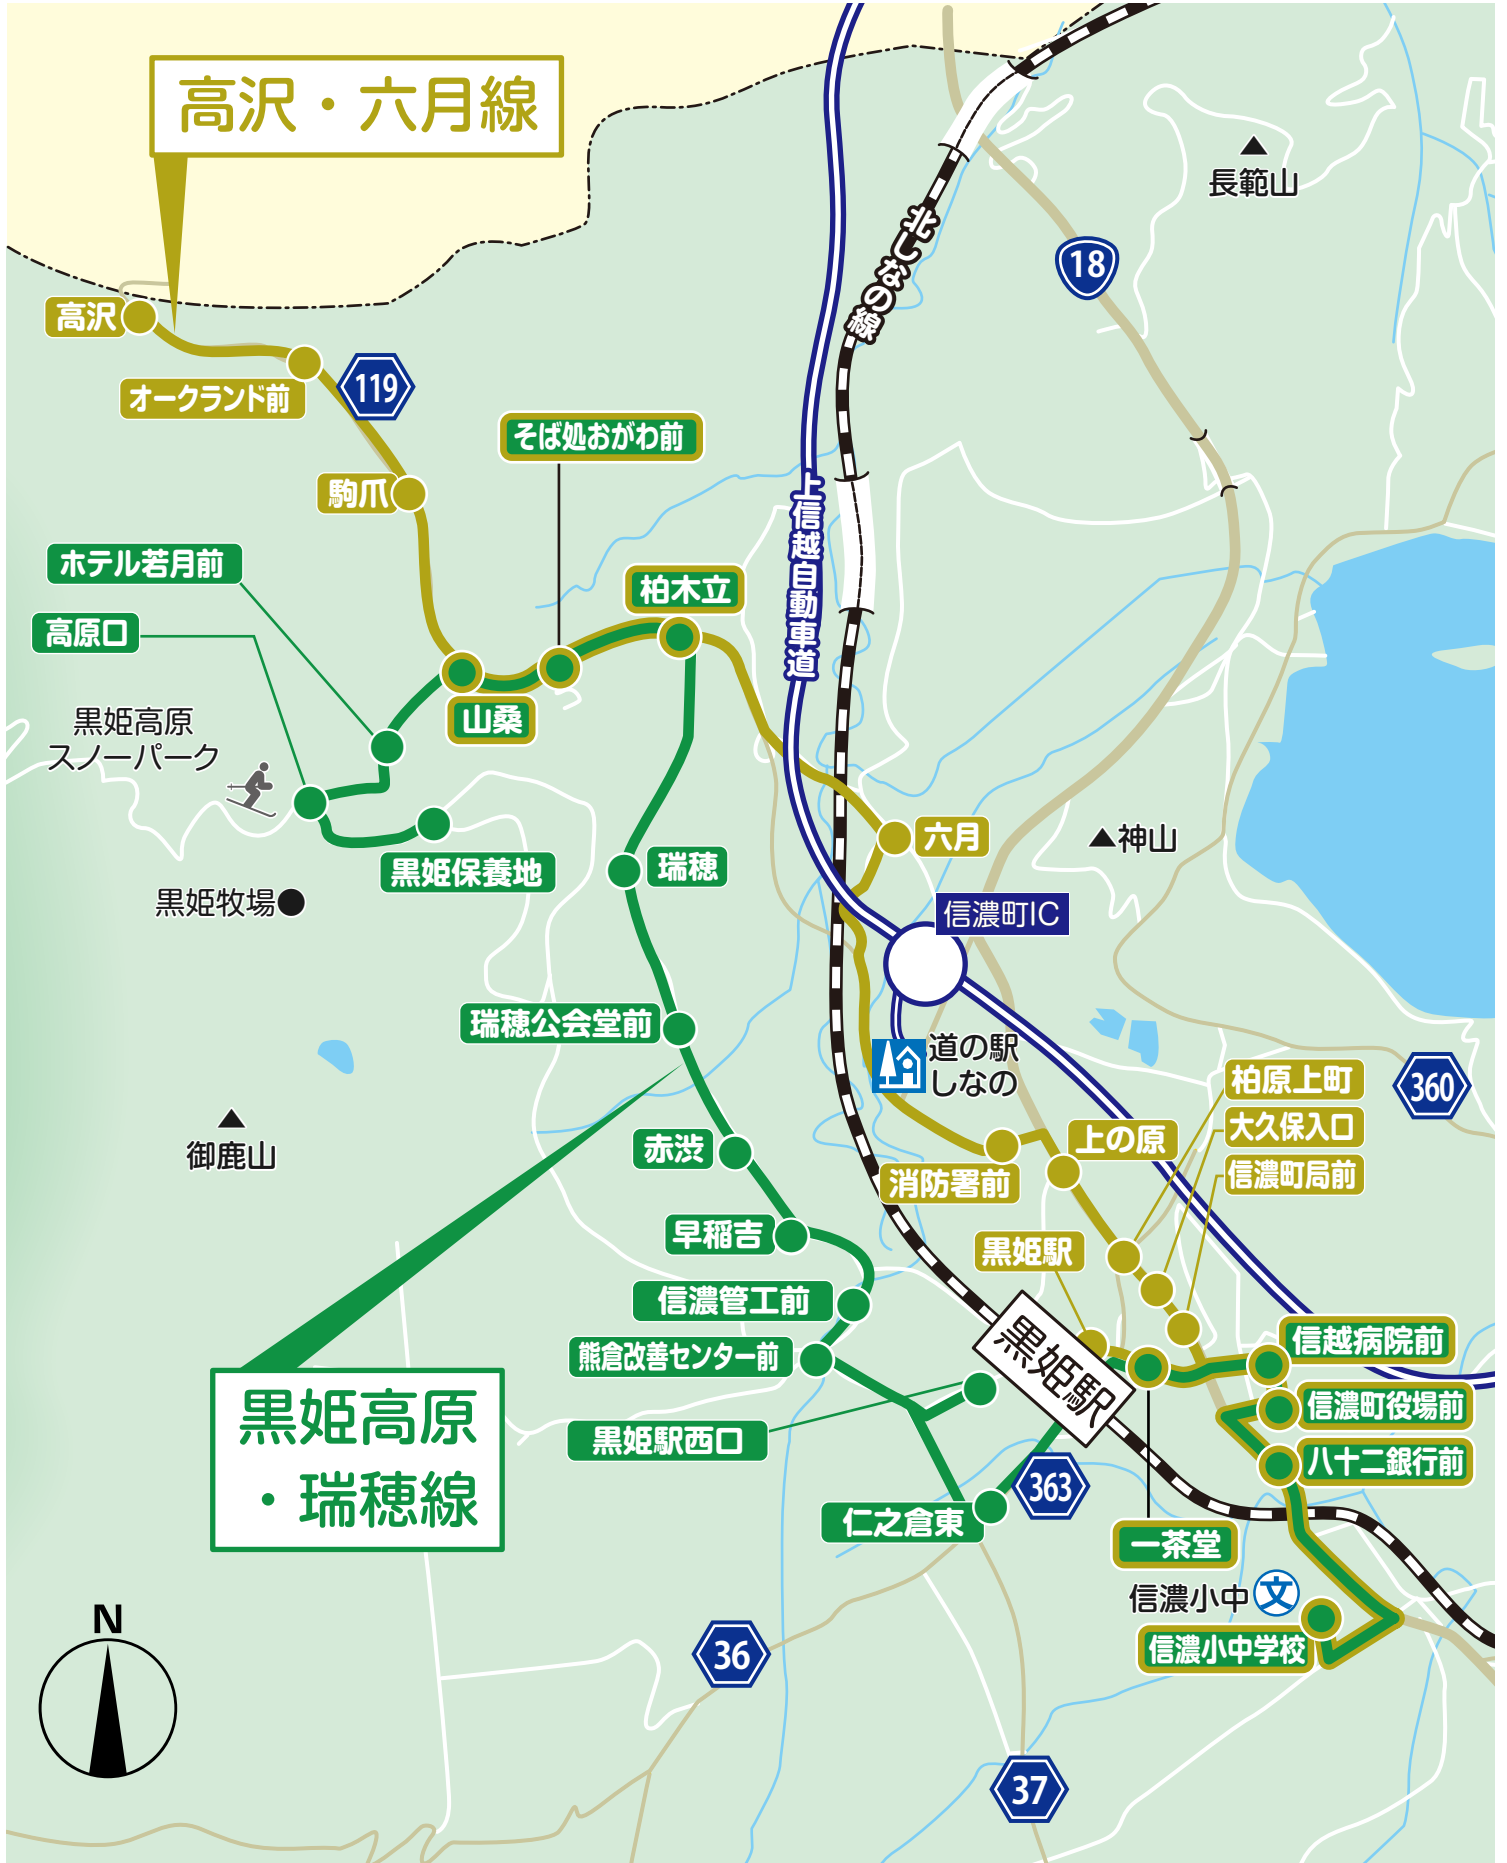 高沢・六月線
長範山
北しなの線
18
高沢
119
オークランド前
そば処おがわ前
駒爪
上信越自動車道
ホテル若月前
柏木立
高原口
山桑
黒姫高原
スノーパーク
六月
神山
黒姫保養地
瑞穂
黒姫牧場
信濃町IC
瑞穂公会堂前
道の駅
しなの
柏原上町
360
大久保入口
上の原
信濃町局前
御鹿山
赤渋
消防署前
早稲吉
黒姫駅
信濃管工前
信越病院前
熊倉改善センター前
黒姫駅
信濃町役場前
黒姫高原
・瑞穂線
黒姫駅西口
八十二銀行前
363
仁之倉東
一茶堂
信濃小中
文
信濃小中学校
N
36
37